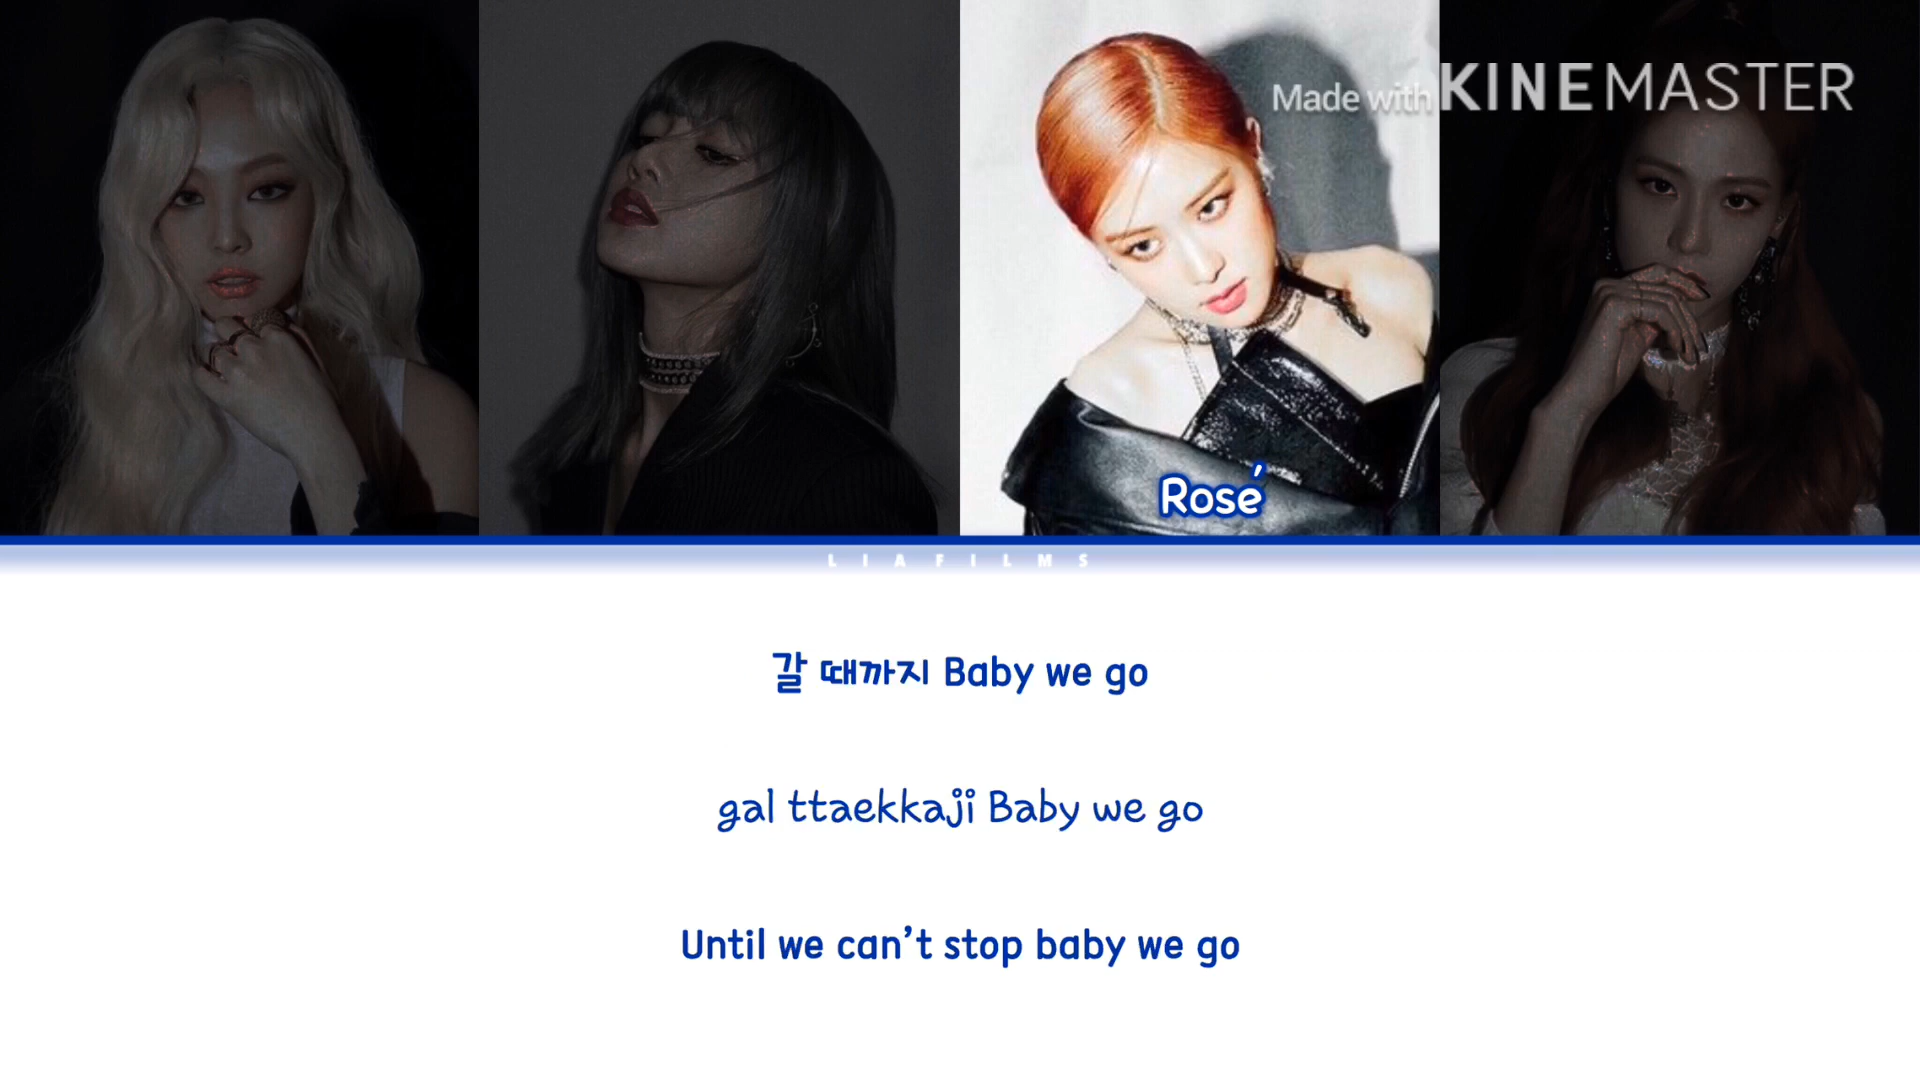 Made with KINEMASTER
Rosé
LIAFILMS
갈 때까지 Baby we go
gal ttaekkaji Baby we go
Until we can't stop baby we go